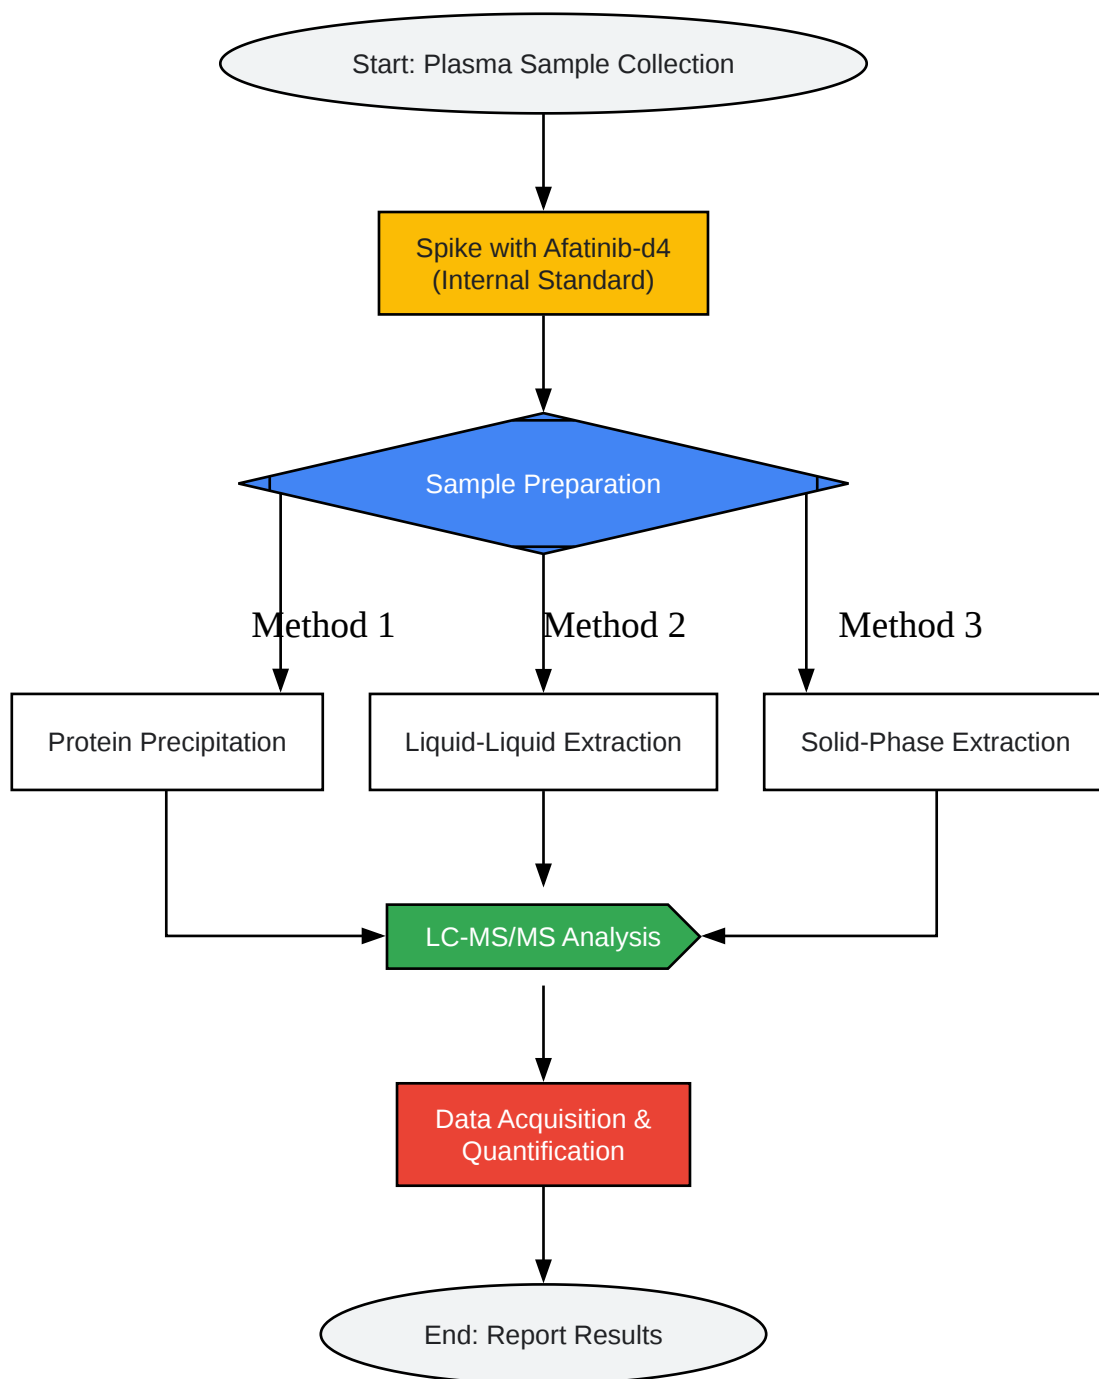 Start: Plasma Sample Collection
Spike with Afatinib-d4
(Internal Standard)
Sample Preparation
Method 1
Method 2
Method 3
Protein Precipitation
Liquid-Liquid Extraction
Solid-Phase Extraction
LC-MS/MS Analysis
Data Acquisition &
Quantification
End: Report Results